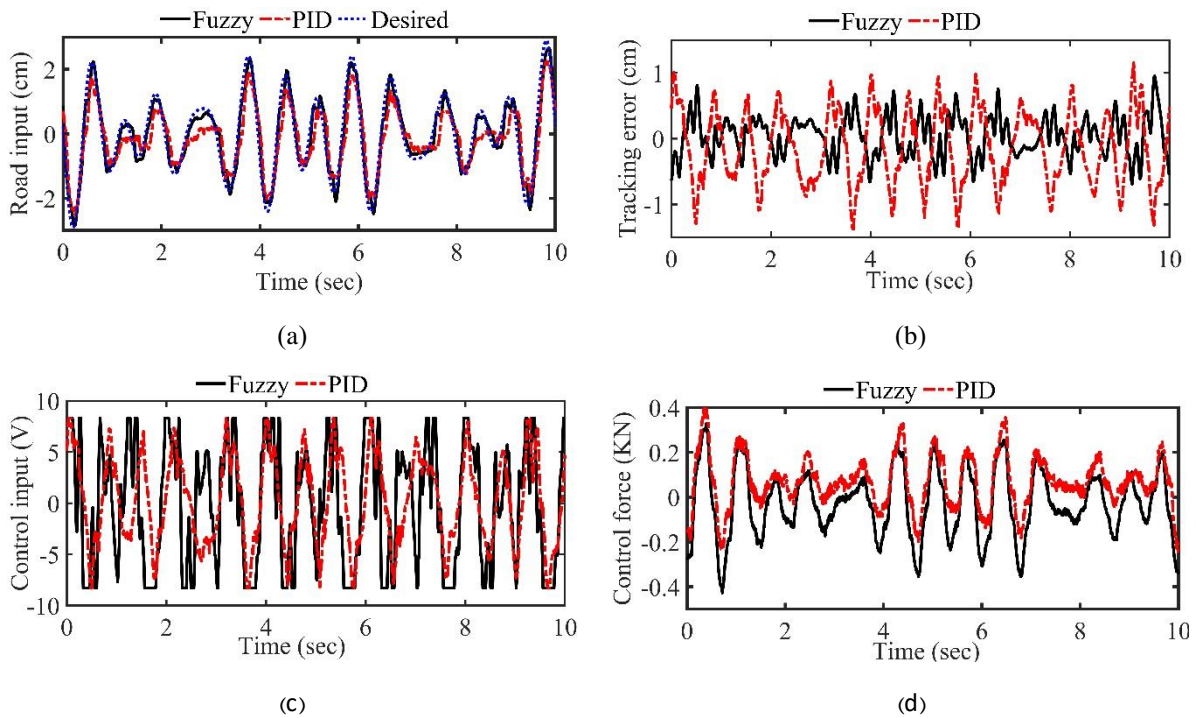 Fuzzy PID Desired
Road input (cm)
2
0
-2
0 2 4 6 8 10
Time (sec)
(a)
Fuzzy PID
Tracking error (cm)
1
0
-1
0 2 4 6 8 10
Time (sec)
(b)
Fuzzy PID
Control input (V)
10
5
0
-5
-10
0 2 4 6 8 10
Time (sec)
(c)
Fuzzy PID
Control force (KN)
0.4
0.2
0
-0.2
-0.4
0 2 4 6 8 10
Time (sec)
(d)